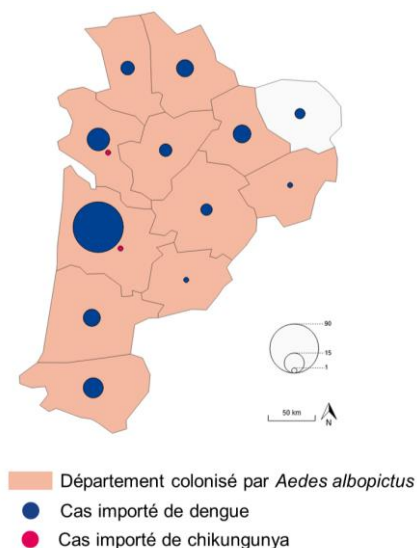 90
15
1
50 km
N
Département colonisé par Aedes albopictus
Cas importé de dengue
Cas importé de chikungunya